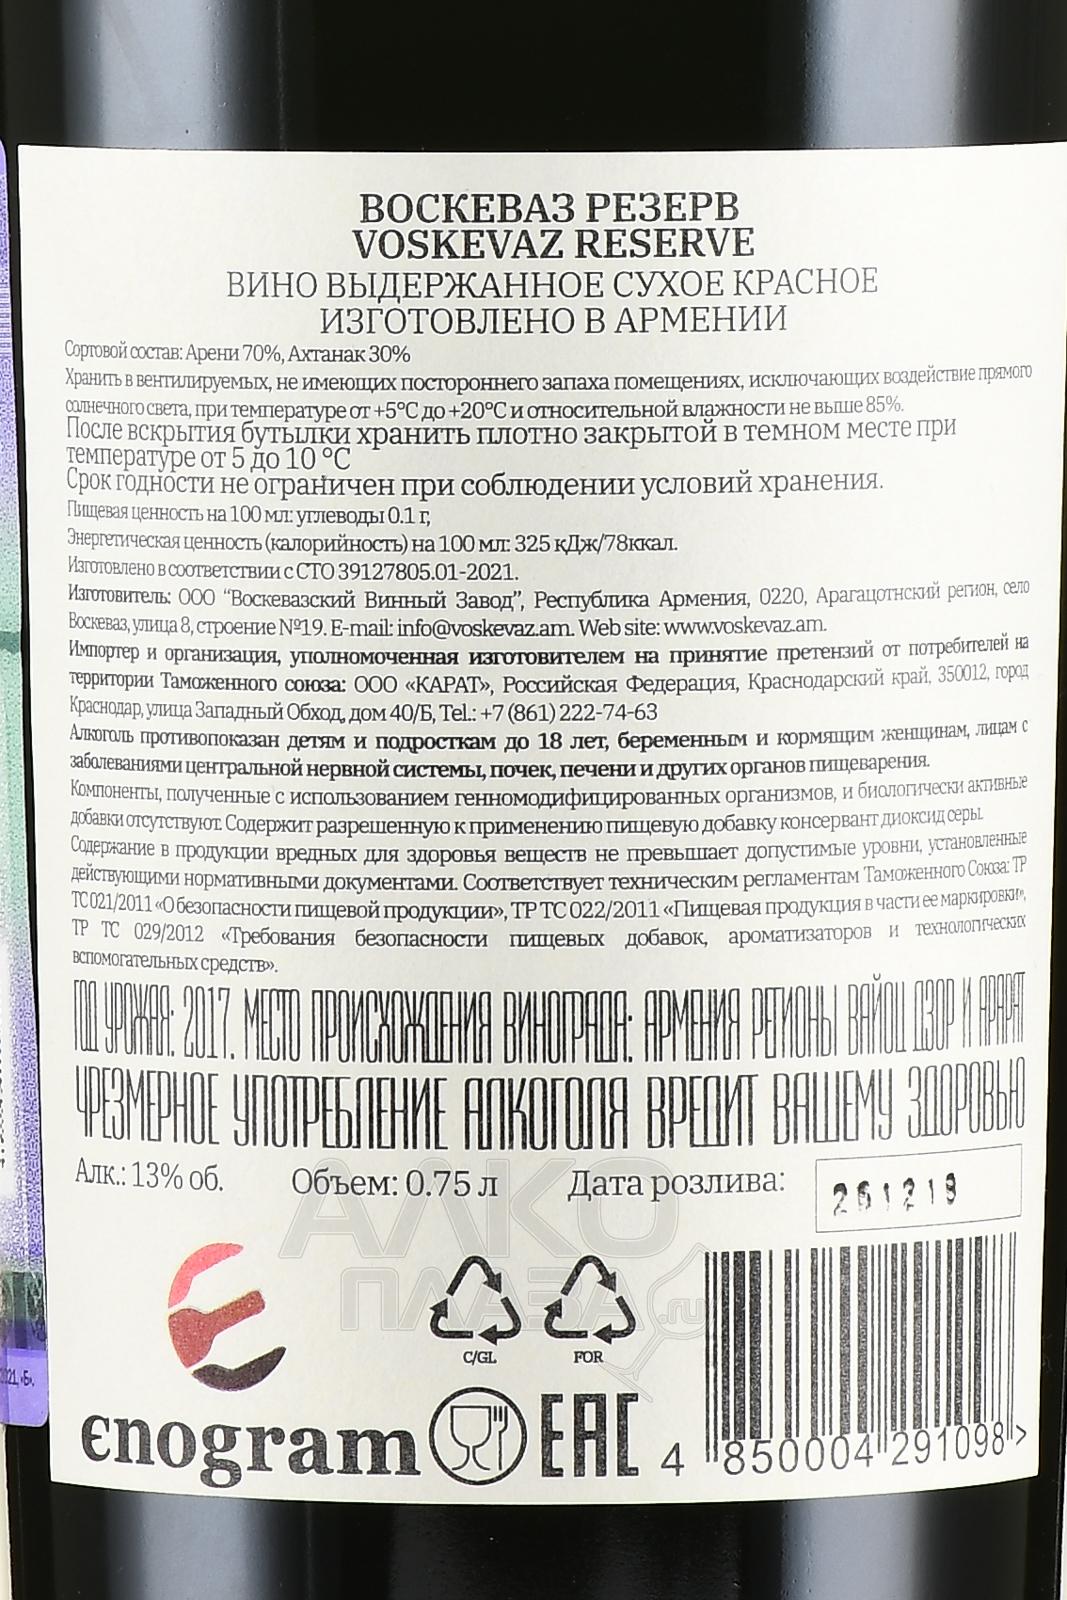 ВОСКЕВАЗ РЕЗЕРВ
VOSKEVAZ RESERVE
ВИНО ВЫДЕРЖАННОЕ СУХОЕ КРАСНОЕ
ИЗГОТОВЛЕНО В АРМЕНИИ
Сортовой состав: Арени 70%, Ахтанак 30%
Хранить в вентилируемых, не имеющих постороннего запаха помещениях, исключающих воздействие прямого
солнечного света, при температуре от +5°С до +20°С и относительной влажности не выше 85%.
После вскрытия бутылки хранить плотно закрытой в темном месте при
температуре от 5 до 10 °С
Срок годности не ограничен при соблюдении условий хранения.
Пищевая ценность на 100 мл: углеводы 0.1 г,
Энергетическая ценность (калорийность) на 100 мл: 325 кДж/78ккал.
Изготовлено в соответствии с СТО 39127805.01-2021.
Изготовитель: ООО “Воскевазский Винный Завод”, Республика Армения, 0220, Арагацотнский регион, село
Воскеваз, улица 8, строение №19. E-mail: info@voskevaz.am. Web site: www.voskevaz.am.
Импортер и организация, уполномоченная изготовителем на принятие претензий от потребителей на
территории Таможенного союза: ООО «КАРАТ», Российская Федерация, Краснодарский край, 350012, город
Краснодар, улица Западный Обход, дом 40/Б, Tel.: +7 (861) 222-74-63
Алкоголь противопоказан детям и подросткам до 18 лет, беременным и кормящим женщинам, лицам с
заболеваниями центральной нервной системы, почек, печени и других органов пищеварения.
Компоненты, полученные с использованием генномодифицированных организмов, и биологически активные
добавки отсутствуют. Содержит разрешенную к применению пищевую добавку консервант диоксид серы.
Содержание в продукции вредных для здоровья веществ не превышает допустимые уровни, установленные
действующими нормативными документами. Соответствует техническим регламентам Таможенного Союза: ТР
ТС 021/2011 «О безопасности пищевой продукции», ТР ТС 022/2011 «Пищевая продукция в части ее маркировки»,
ТР ТС 029/2012 «Требования безопасности пищевых добавок, ароматизаторов и технологических
вспомогательных средств».
ГОД УРОЖАЯ: 2017. МЕСТО ПРОИСХОЖДЕНИЯ ВИНОГРАДА: АРМЕНИЯ РЕГИОНЫ ВАЙОЦ ДЗОР И АРАРАТ
ЧРЕЗМЕРНОЕ УПОТРЕБЛЕНИЕ АЛКОГОЛЯ ВРЕДИТ ВАШЕМУ ЗДОРОВЬЮ
Алк.: 13% об. Объем: 0.75 л Дата розлива:
АЛКО
ПЛАЗА.ru
C/GL FOR
enogram EAC
4 850004 291098 >